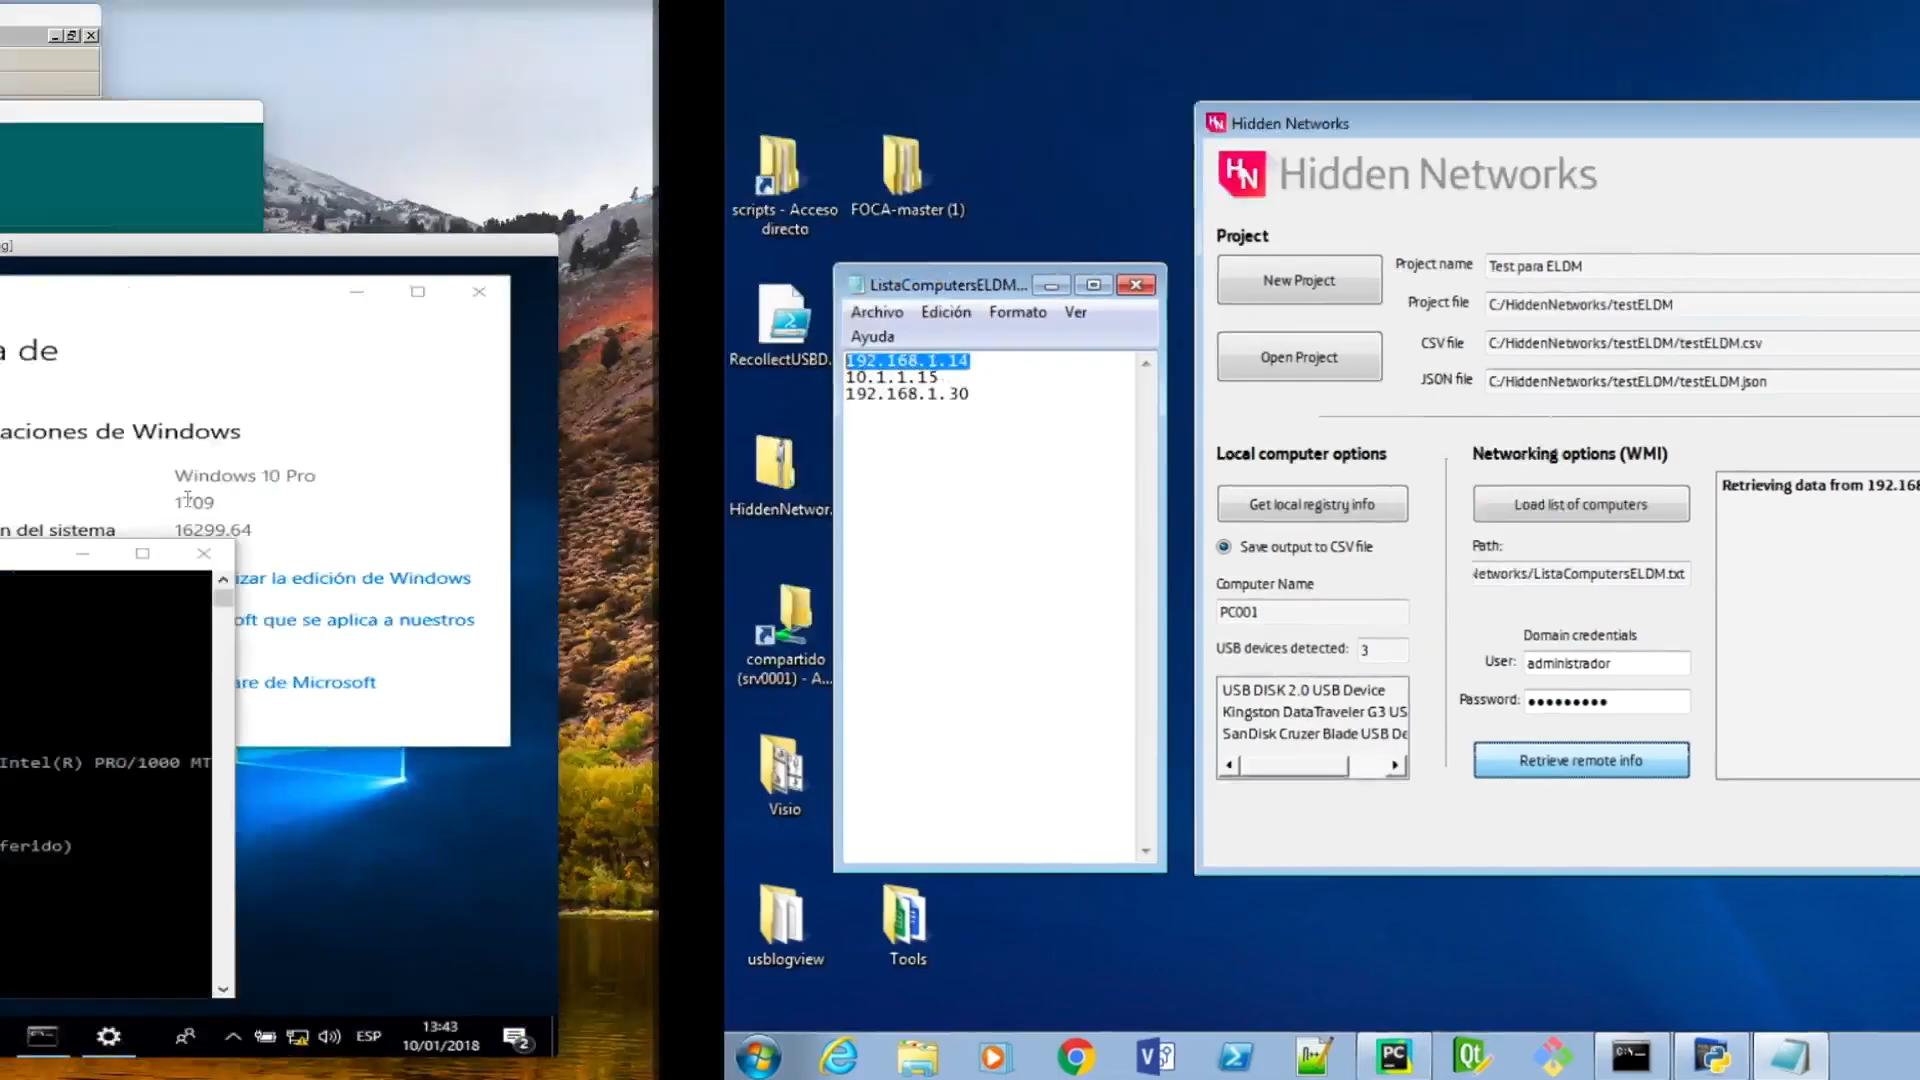 g]
a de
aciones de Windows
Windows 10 Pro
n del sistema
16299.64
izar la edición de Windows
oft que se aplica a nuestros
are de Microsoft
Intel(R) PRO/1000 MT
ferido)
ESP
13:43
10/01/2018
2
scripts - Acceso
directo
FOCA-master (1)
RecollectUSBD.
HiddenNetwor.
compartido
(srv0001) - A...
Visio
usblogview
Tools
ListaComputersELDM...
Archivo Edición Formato Ver
Ayuda
192.168.1.14
10.1.1.15
192.168.1.30
HN Hidden Networks
HN Hidden Networks
Project
New Project
Open Project
Project name Test para ELDM
Project file C:/HiddenNetworks/testELDM
CSV file C:/HiddenNetworks/testELDM/testELDM.csv
JSON file C:/HiddenNetworks/testELDM/testELDM.json
Local computer options
Get local registry info
Save output to CSV file
Computer Name
PC001
USB devices detected: 3
USB DISK 2.0 USB Device
Kingston DataTraveler G3 US
SanDisk Cruzer Blade USB De
Networking options (WMI)
Load list of computers
Path:
Networks/ListaComputersELDM.txt
Domain credentials
User: administrador
Password: •••••••••
Retrieve remote info
Retrieving data from 192.168
PC
Qt